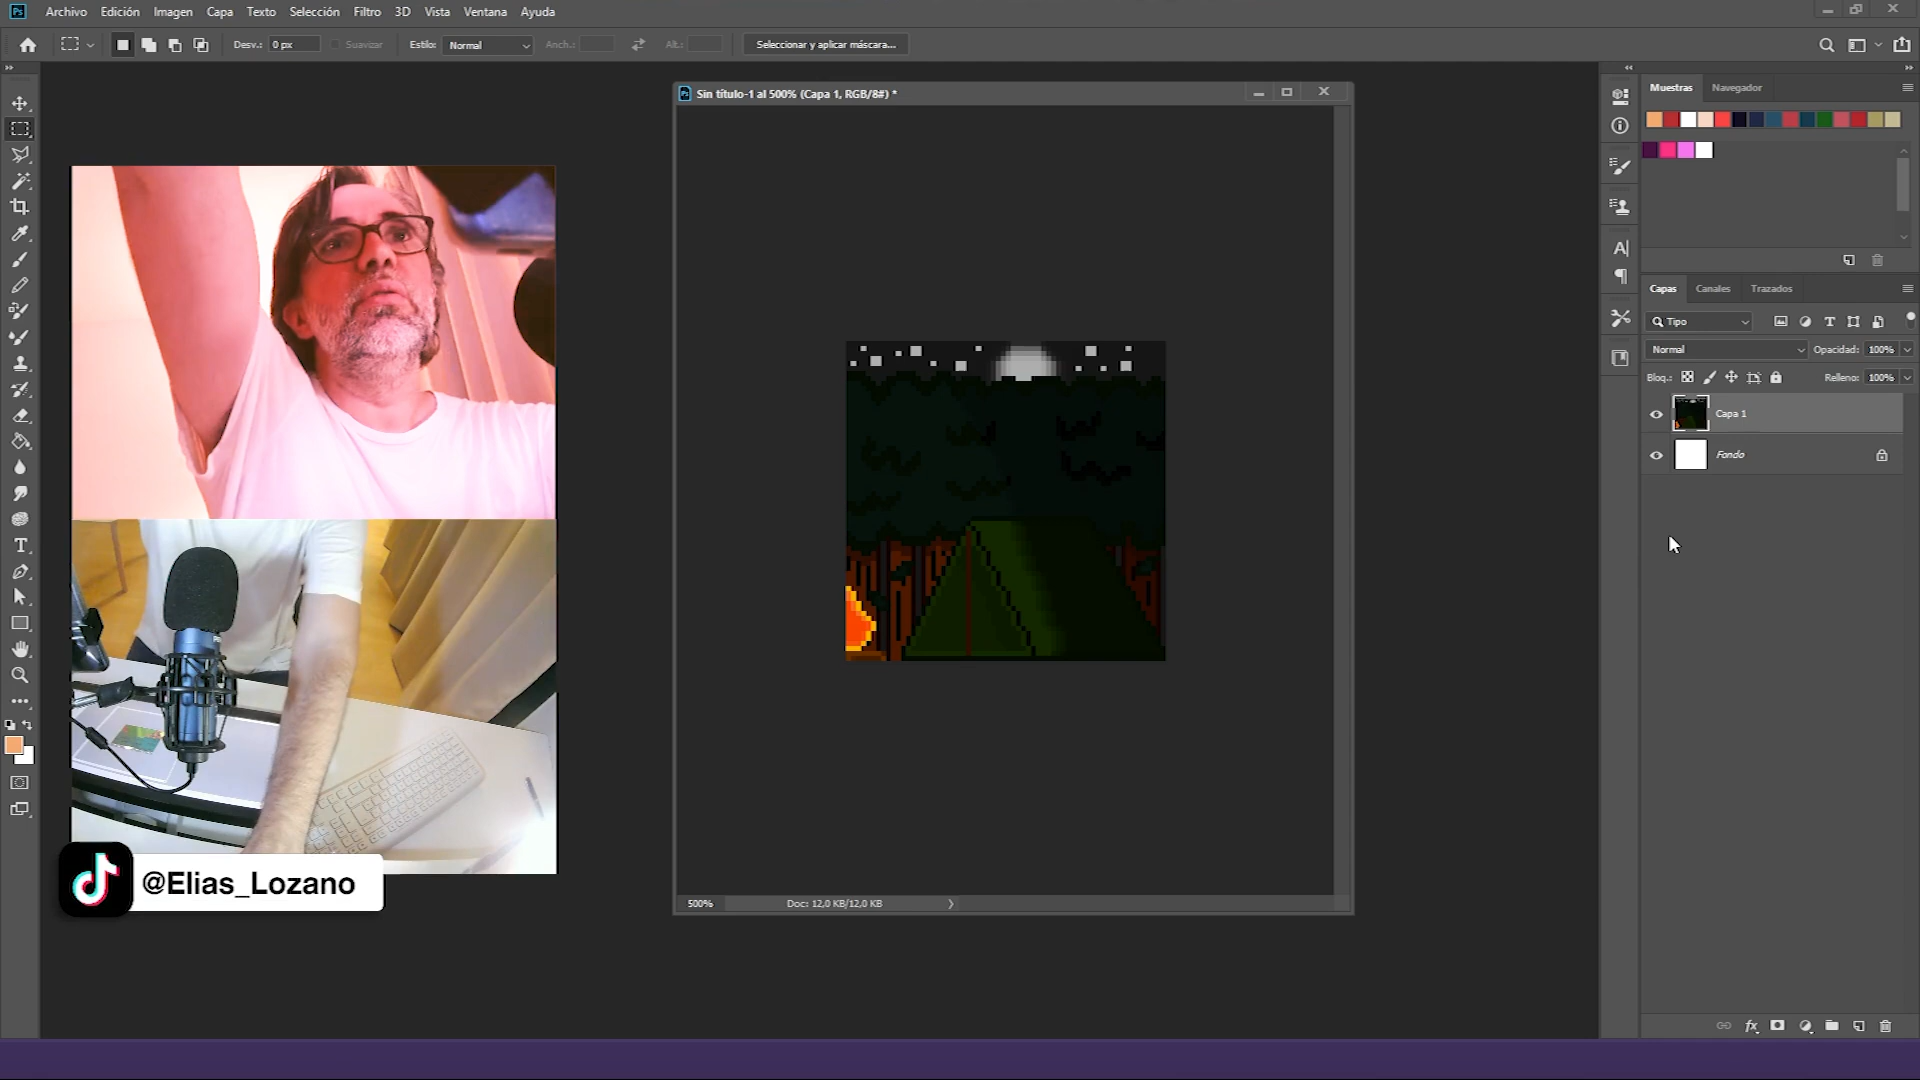 Ps Archivo Edición Imagen Capa Texto Selección Filtro 3D Vista Ventana Ayuda
Desv.: 0 px Suavizar Estilo: Normal Anch.: Alt.: Seleccionar y aplicar máscara...
Sin título-1 al 500% (Capa 1, RGB/8#) *
Muestras Navegador
Capas Canales Trazados
Tipo
Normal Opacidad: 100%
Bloq.: Relleno: 100%
Capa 1
Fondo
@Elias_Lozano
500% Doc: 12,0 KB/12,0 KB